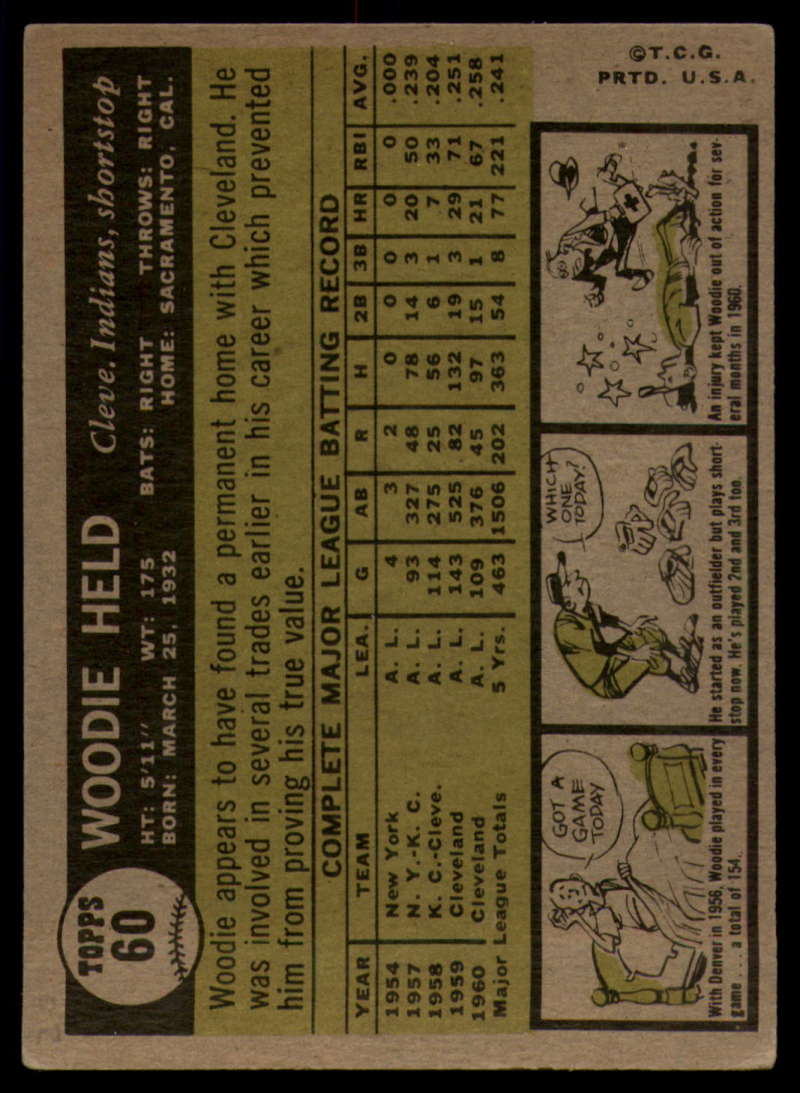 TOPPS
60
WOODIE HELD Cleve. Indians, shortstop
HT: 5'11" WT: 175 BATS: RIGHT THROWS: RIGHT
BORN: MARCH 25, 1932 HOME: SACRAMENTO, CAL.
Woodie appears to have found a permanent home with Cleveland. He
was involved in several trades earlier in his career which prevented
him from proving his true value.
COMPLETE MAJOR LEAGUE BATTING RECORD
YEAR TEAM LEA. G AB R H 2B 3B HR RBI AVG.
1954 New York A. L. 4 3 2 0 0 0 0 0 .000
1957 N. Y.-K. C. A. L. 93 327 48 78 14 3 20 50 .239
1958 K. C.-Cleve. A. L. 114 275 25 56 6 1 7 33 .204
1959 Cleveland A. L. 143 525 82 132 19 3 29 71 .251
1960 Cleveland A. L. 109 376 45 97 15 1 21 67 .258
Major League Totals 5 Yrs. 463 1506 202 363 54 8 77 221 .241
GOT A
GAME
TODAY
With Denver in 1956, Woodie played in every
game . . . a total of 154.
WHICH
ONE
TODAY?
He started as an outfielder but plays short-
stop now. He's played 2nd and 3rd too.
An injury kept Woodie out of action for sev-
eral months in 1960.
©T.C.G.
PRTD. U.S.A.